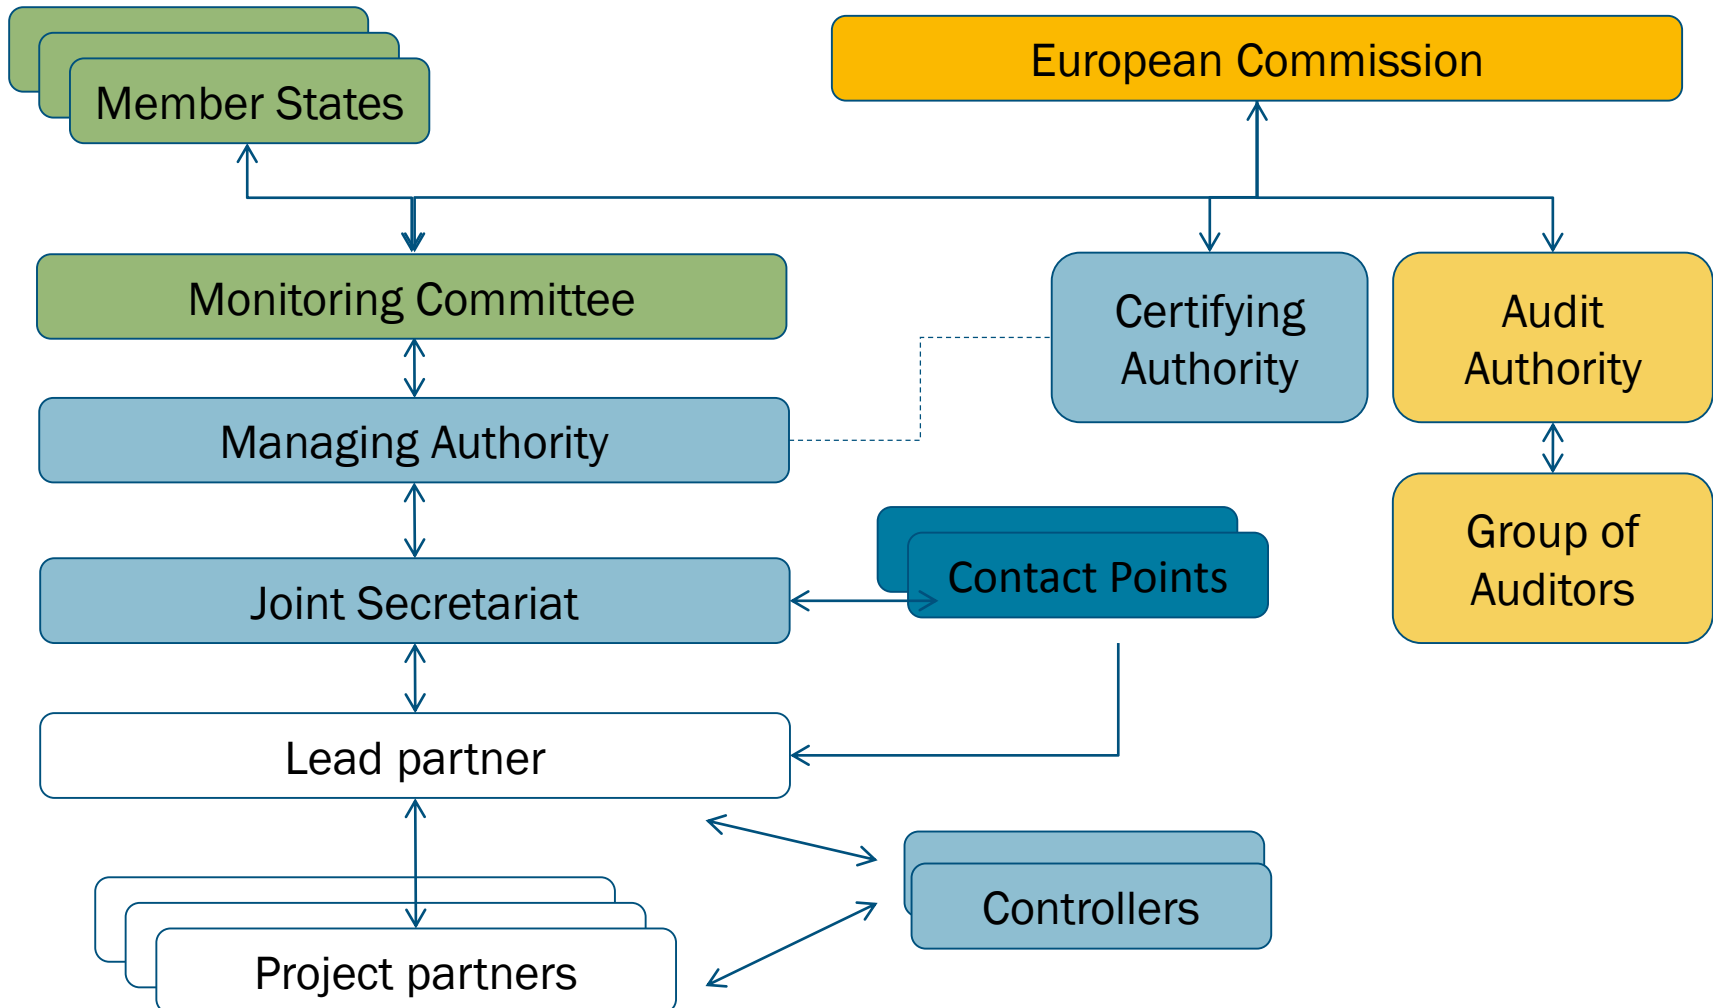 Member States
European Commission
Monitoring Committee
Certifying
Authority
Audit
Authority
Managing Authority
Group of
Auditors
Contact Points
Joint Secretariat
Lead partner
Controllers
Project partners